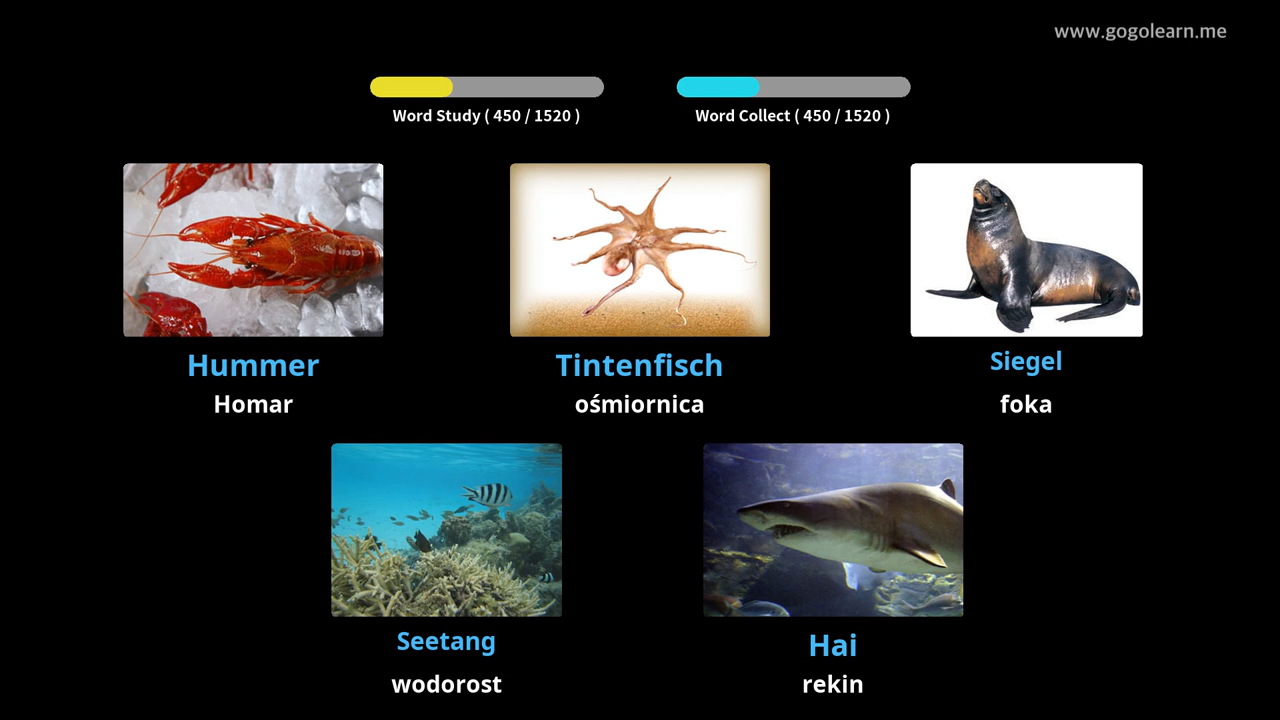 www.gogolearn.me
Word Study ( 450 / 1520 )
Word Collect ( 450 / 1520 )
Hummer
Homar
Tintenfisch
ośmiornica
Siegel
foka
Seetang
wodorost
Hai
rekin